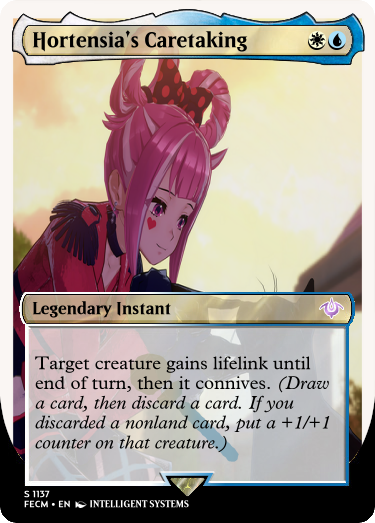 Hortensia's Caretaking
Legendary Instant
Target creature gains lifelink until
end of turn, then it connives. (Draw
a card, then discard a card. If you
discarded a nonland card, put a +1/+1
counter on that creature.)
S 1137
FECM • EN INTELLIGENT SYSTEMS